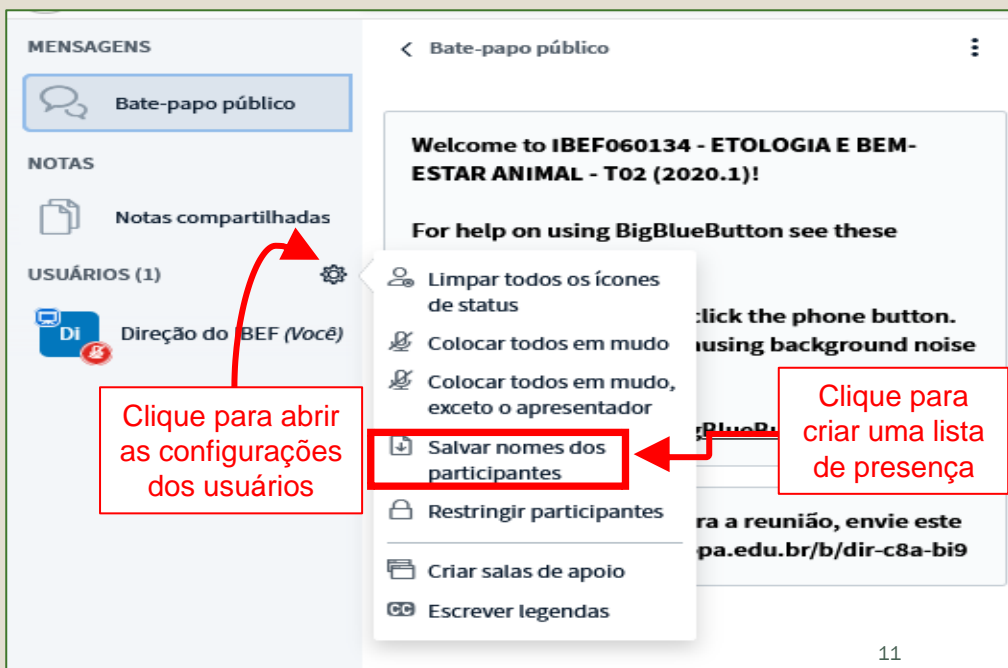 MENSAGENS
Bate-papo público
NOTAS
Notas compartilhadas
USUÁRIOS (1)
Di
Direção do IBEF (Você)
Clique para abrir
as configurações
dos usuários
Bate-papo público
Welcome to IBEF060134 - ETOLOGIA E BEM-
ESTAR ANIMAL - T02 (2020.1)!
For help on using BigBlueButton see these
click the phone button.
background noise
Limpar todos os ícones
de status
Colocar todos em mudo
Colocar todos em mudo,
exceto o apresentador
Salvar nomes dos
participantes
Restringir participantes
CC
Criar salas de apoio
Escrever legendas
Clique para
criar uma lista
de presença
a reunião, envie este
pa.edu.br/b/dir-c8a-bi9
11